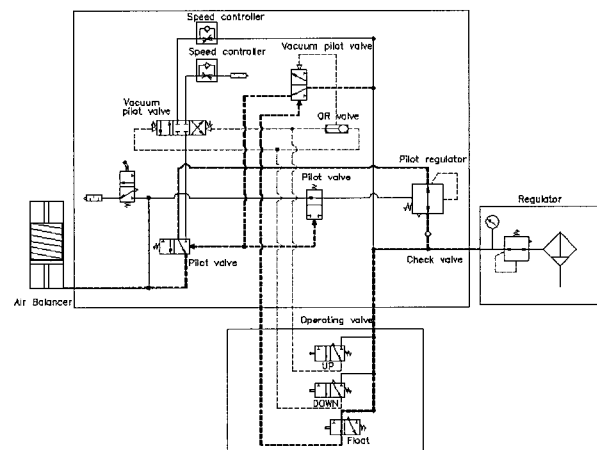 Speed controller
Vacuum pilot valve
Speed controller
Vacuum
pilot valve
OR valve
Pilot regulator
Pilot valve
Regulator
Pilot valve
Check valve
Air Balancer
Operating valve
UP
DOWN
Float